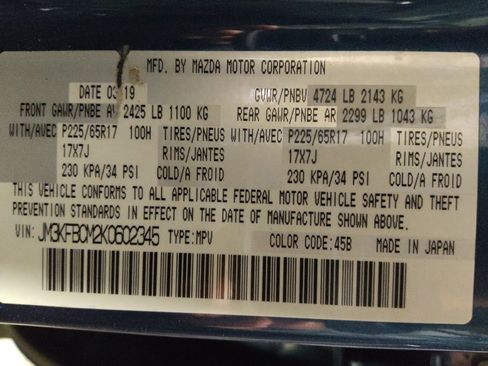 MFD. BY MAZDA MOTOR CORPORATION
DATE 03 19 GVWR/PNBV 4724 LB 2143 KG
FRONT GAWR/PNBE AV 2425 LB 1100 KG REAR GAWR/PNBE AR 2299 LB 1043 KG
WITH/AVEC P225/65R17 100H TIRES/PNEUS WITH/AVEC P225/65R17 100H TIRES/PNEUS
17X7J RIMS/JANTES 17X7J RIMS/JANTES
230 KPA/34 PSI COLD/A FROID 230 KPA/34 PSI COLD/A FROID
THIS VEHICLE CONFORMS TO ALL APPLICABLE FEDERAL MOTOR VEHICLE SAFETY AND THEFT
PREVENTION STANDARDS IN EFFECT ON THE DATE OF MANUFACTURE SHOWN ABOVE.
VIN: JM3KFBCM2K0602345 TYPE:MPV COLOR CODE:45B MADE IN JAPAN